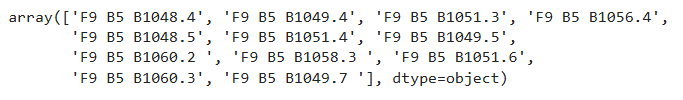 array(['F9 B5 B1048.4', 'F9 B5 B1049.4', 'F9 B5 B1051.3', 'F9 B5 B1056.4',
'F9 B5 B1048.5', 'F9 B5 B1051.4', 'F9 B5 B1049.5',
'F9 B5 B1060.2 ', 'F9 B5 B1058.3 ', 'F9 B5 B1051.6',
'F9 B5 B1060.3', 'F9 B5 B1049.7 '], dtype=object)